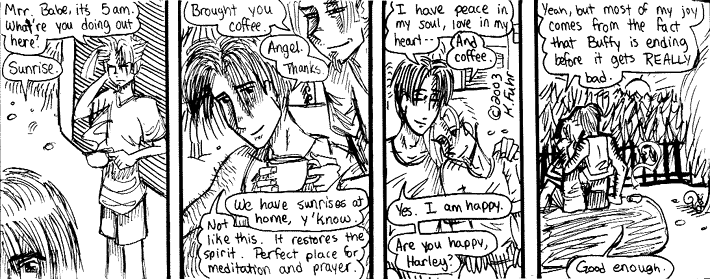 Mrr. Babe, it's 5 am.
What're you doing out
here?
Sunrise.
Brought you
coffee.
Angel.
Thanks.
We have sunrises at
home, y'know.
Not
like this. It restores the
spirit. Perfect place for
meditation and prayer.
I have peace in
my soul, love in my
heart--
And
coffee.
©2003
K. Fuhr
Yes. I am happy.
Are you happy,
Harley?
Yeah, but most of my joy
comes from the fact
that Buffy is ending
before it gets REALLY
bad.
Good enough.